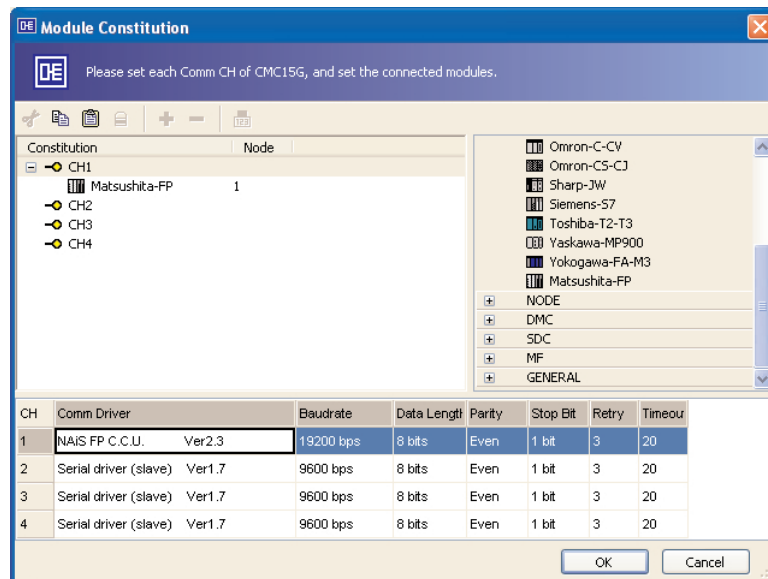 DE Module Constitution
DE Please set each Comm CH of CMC15G, and set the connected modules.
123
Constitution Node
CH1
Matsushita-FP 1
CH2
CH3
CH4
Omron-C-CV
Omron-CS-CJ
Sharp-JW
Siemens-S7
Toshiba-T2-T3
Yaskawa-MP900
Yokogawa-FA-M3
Matsushita-FP
NODE
DMC
SDC
MF
GENERAL
CH Comm Driver Baudrate Data Length Parity Stop Bit Retry Timeour
1 NAiS FP C.C.U. Ver2.3 19200 bps 8 bits Even 1 bit 3 20
2 Serial driver (slave) Ver1.7 9600 bps 8 bits Even 1 bit 3 20
3 Serial driver (slave) Ver1.7 9600 bps 8 bits Even 1 bit 3 20
4 Serial driver (slave) Ver1.7 9600 bps 8 bits Even 1 bit 3 20
OK Cancel